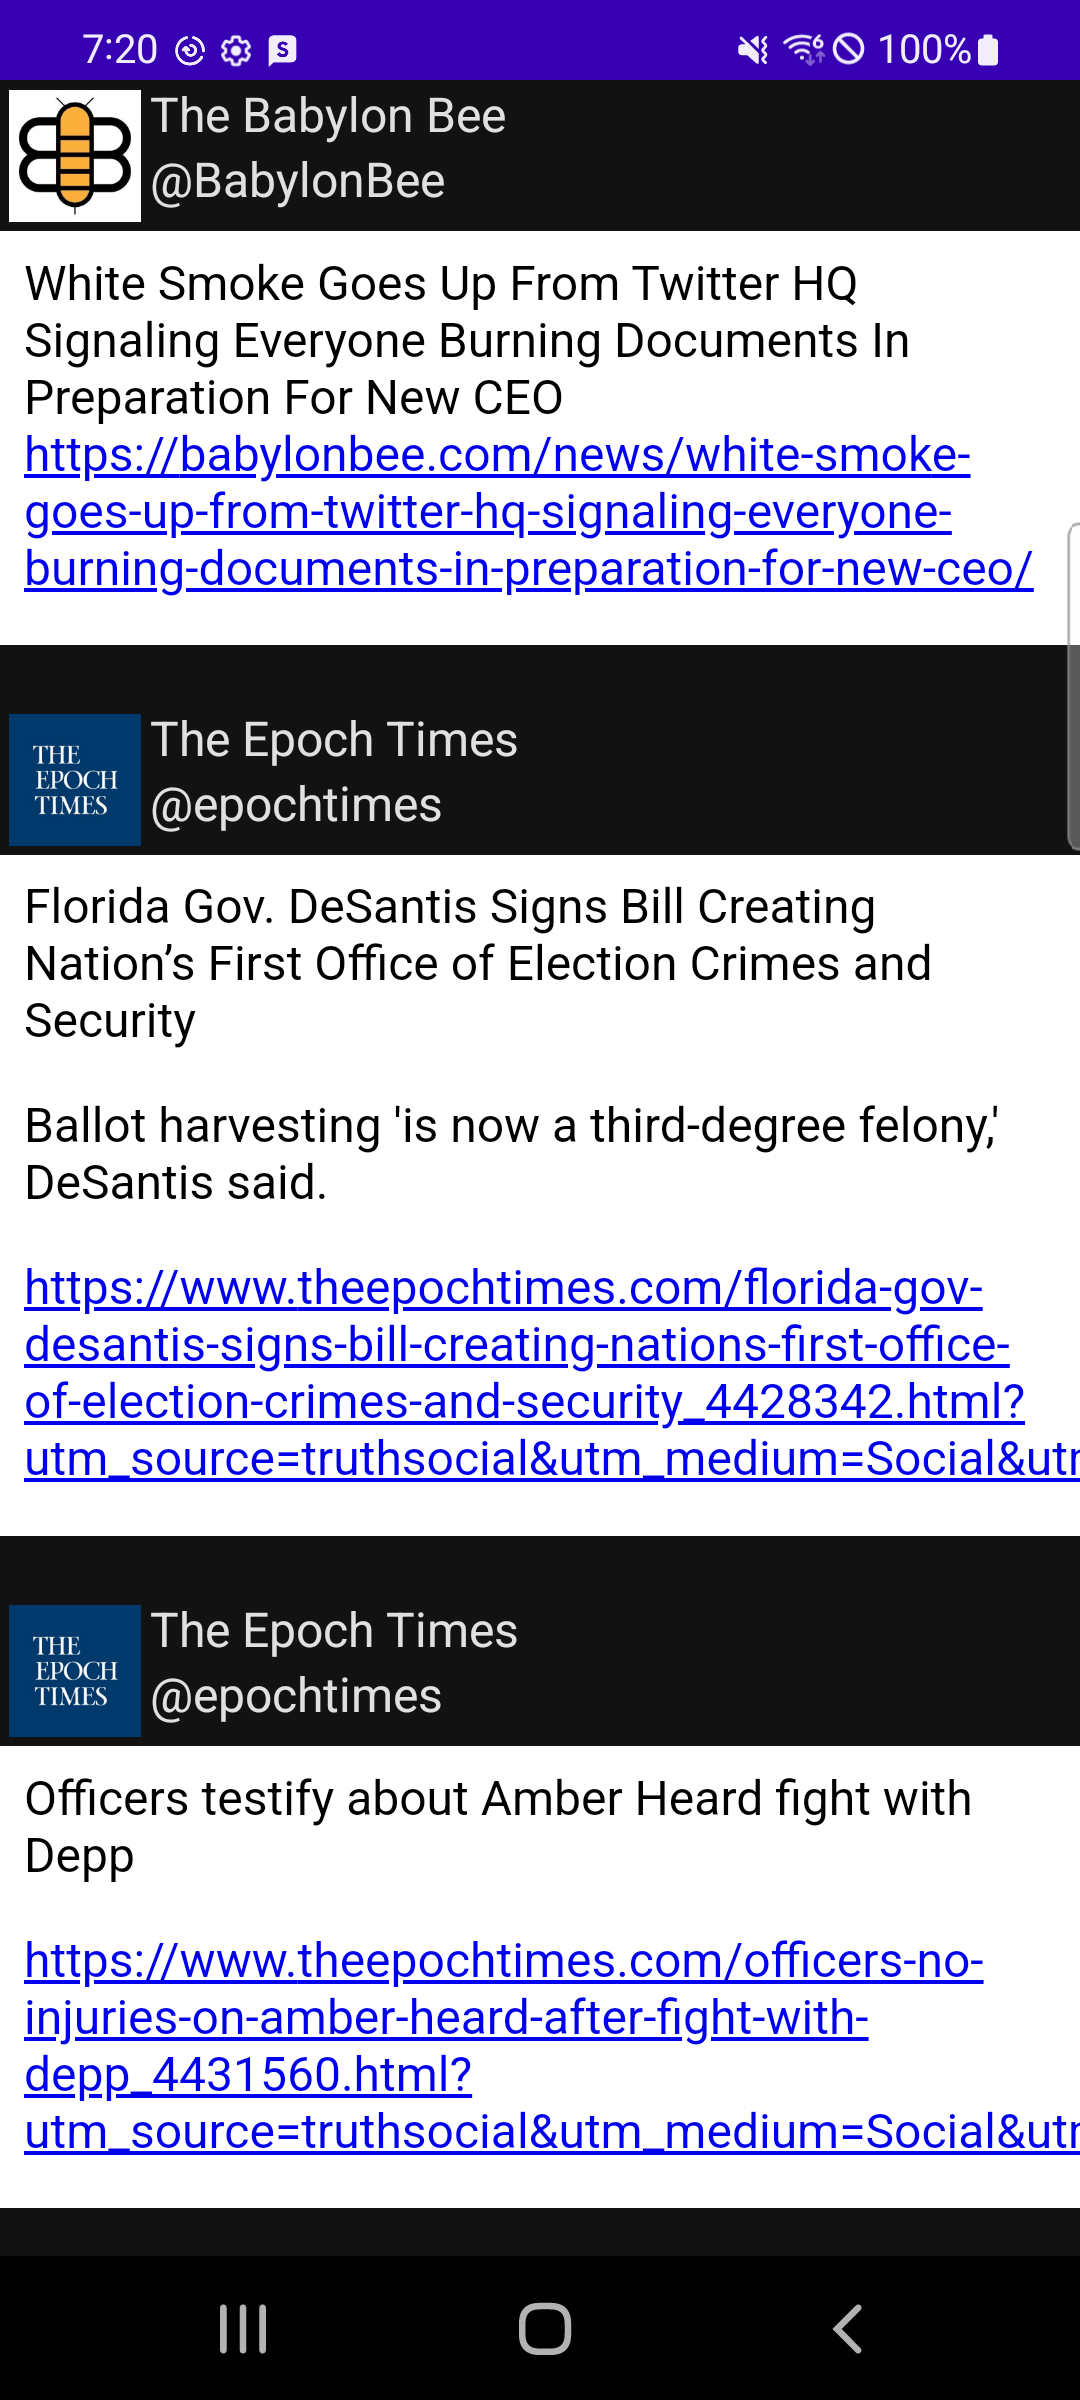 7:20
100%
The Babylon Bee
@BabylonBee
White Smoke Goes Up From Twitter HQ
Signaling Everyone Burning Documents In
Preparation For New CEO
https://babylonbee.com/news/white-smoke-
goes-up-from-twitter-hq-signaling-everyone-
burning-documents-in-preparation-for-new-ceo/
THE
EPOCH
TIMES
The Epoch Times
@epochtimes
Florida Gov. DeSantis Signs Bill Creating
Nation’s First Office of Election Crimes and
Security
Ballot harvesting 'is now a third-degree felony,'
DeSantis said.
https://www.theepochtimes.com/florida-gov-
desantis-signs-bill-creating-nations-first-office-
of-election-crimes-and-security_4428342.html?
utm_source=truthsocial&utm_medium=Social&utm
THE
EPOCH
TIMES
The Epoch Times
@epochtimes
Officers testify about Amber Heard fight with
Depp
https://www.theepochtimes.com/officers-no-
injuries-on-amber-heard-after-fight-with-
depp_4431560.html?
utm_source=truthsocial&utm_medium=Social&utm